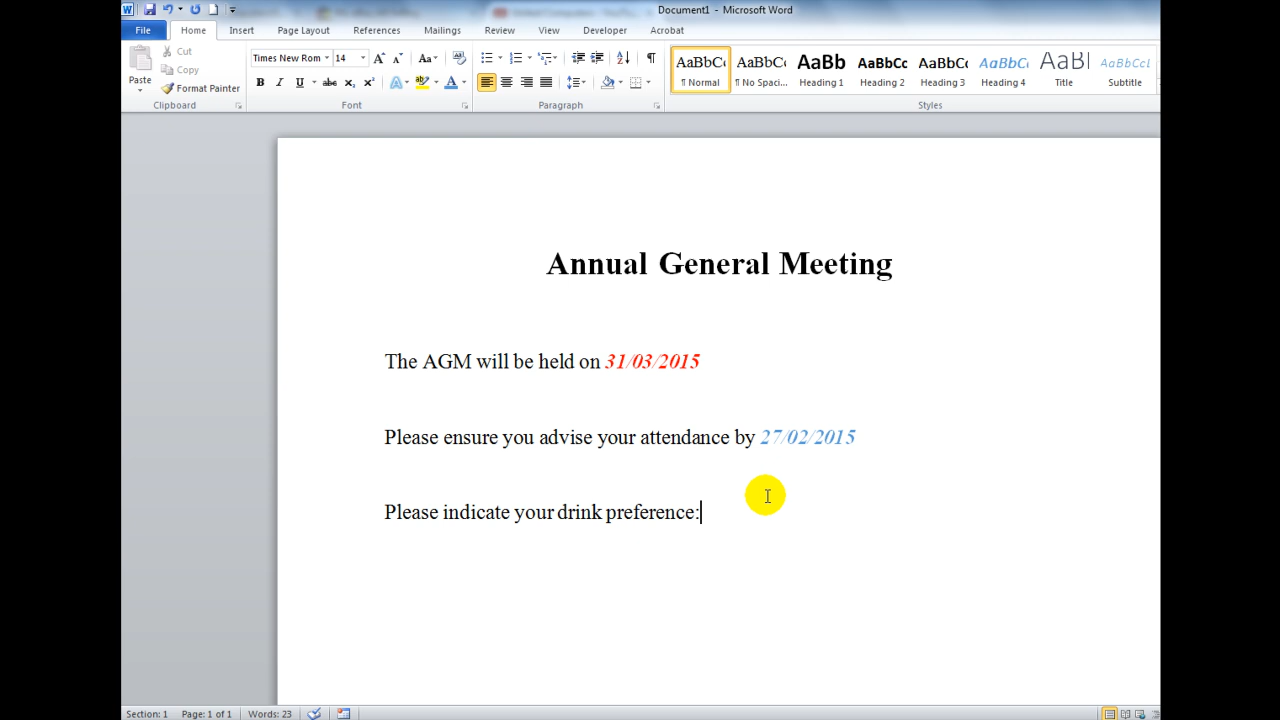 Document1 - Microsoft Word
File Home Insert Page Layout References Mailings Review View Developer Acrobat
Paste
Cut
Copy
Format Painter
Clipboard
Times New Rom 14
Font
Paragraph
AaBbCc AaBbCc AaBb AaBbCc AaBbCc AaBbC AaB AaBbCcl
¶ Normal ¶ No Spaci... Heading 1 Heading 2 Heading 3 Heading 4 Title Subtitle
Styles
Annual General Meeting
The AGM will be held on 31/03/2015
Please ensure you advise your attendance by 27/02/2015
Please indicate your drink preference:
Section: 1 Page: 1 of 1 Words: 23